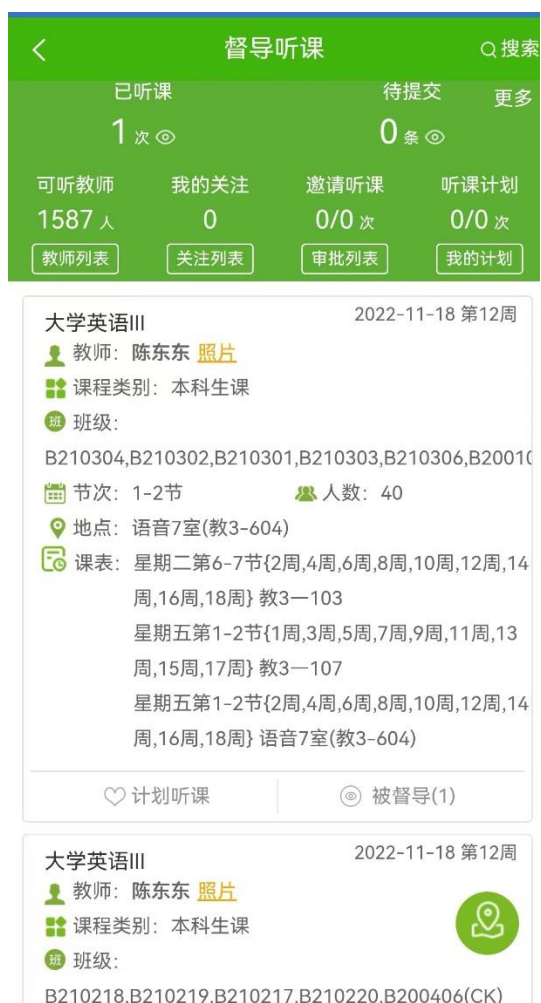 督导听课
搜索
已听课 待提交 更多
1 次 0 条
可听教师 我的关注 邀请听课 听课计划
1587 人 0 0/0 次 0/0 次
教师列表 关注列表 审批列表 我的计划
大学英语III 2022-11-18 第12周
教师: 陈东东 照片
课程类别: 本科生课
班 班级:
B210304,B210302,B210301,B210303,B210306,B20010
节次: 1-2节 人数: 40
地点: 语音7室(教3-604)
课表: 星期二第6-7节{2周,4周,6周,8周,10周,12周,14
周,16周,18周} 教3—103
星期五第1-2节{1周,3周,5周,7周,9周,11周,13
周,15周,17周} 教3—107
星期五第1-2节{2周,4周,6周,8周,10周,12周,14
周,16周,18周} 语音7室(教3-604)
计划听课 被督导(1)
大学英语III 2022-11-18 第12周
教师: 陈东东 照片
课程类别: 本科生课
班 班级:
B210218,B210219,B210217,B210220,B200406(CK)